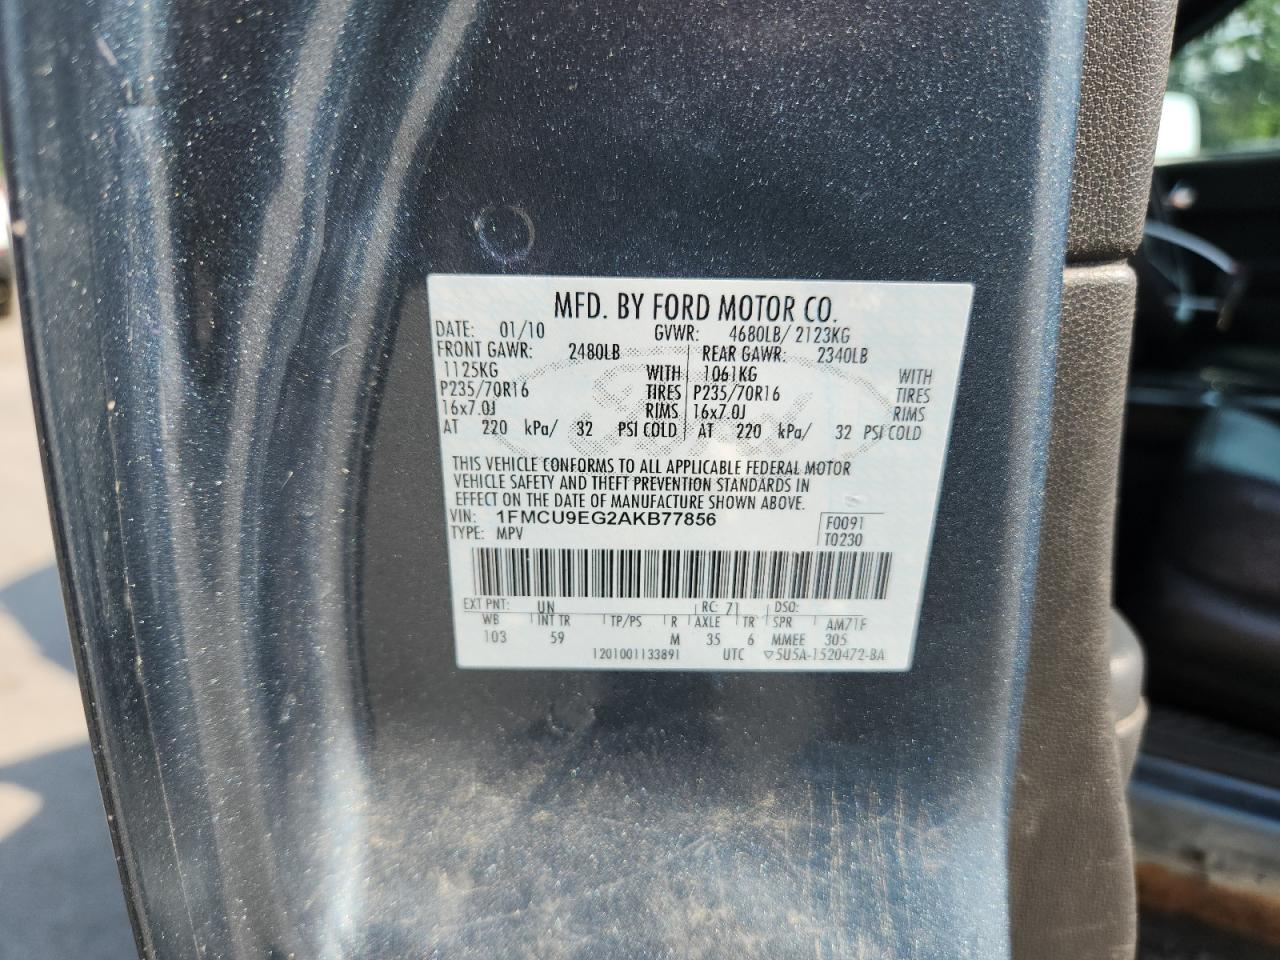 MFD. BY FORD MOTOR CO.
DATE: 01/10 GVWR: 4680LB/ 2123KG
FRONT GAWR: 2480LB REAR GAWR: 2340LB
1125KG WITH 1061KG WITH
P235/70R16 TIRES P235/70R16 TIRES
16x7.0J RIMS 16x7.0J RIMS
AT 220 kPa/ 32 PSI COLD AT 220 kPa/ 32 PSI COLD
THIS VEHICLE CONFORMS TO ALL APPLICABLE FEDERAL MOTOR
VEHICLE SAFETY AND THEFT PREVENTION STANDARDS IN
EFFECT ON THE DATE OF MANUFACTURE SHOWN ABOVE.
VIN: 1FMCU9EG2AKB77856 F0091
TYPE: MPV T0230
EXT PNT: UN RC: 71 DSO:
WB INT TR TP/PS R AXLE TR SPR AM71F
103 59 M 35 6 MMEE 305
1201001133891 UTC ▽5U5A-1520472-BA